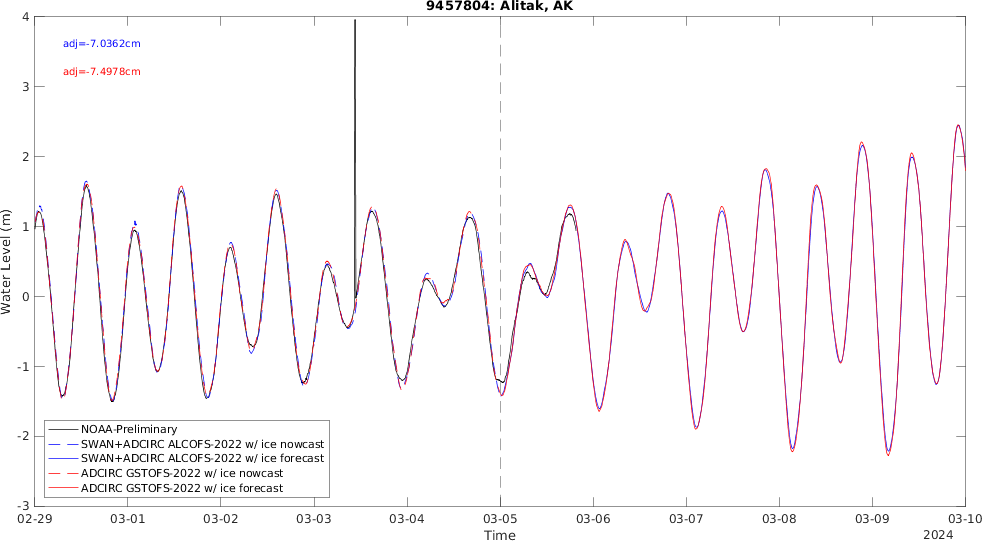 9457804: Alitak, AK
adj=-7.0362cm
adj=-7.4978cm
Water Level (m)
4
3
2
1
0
-1
-2
-3
NOAA-Preliminary
SWAN+ADCIRC ALCOFS-2022 w/ ice nowcast
SWAN+ADCIRC ALCOFS-2022 w/ ice forecast
ADCIRC GSTOFS-2022 w/ ice nowcast
ADCIRC GSTOFS-2022 w/ ice forecast
02-29 03-01 03-02 03-03 03-04 03-05 03-06 03-07 03-08 03-09 03-10
Time
2024